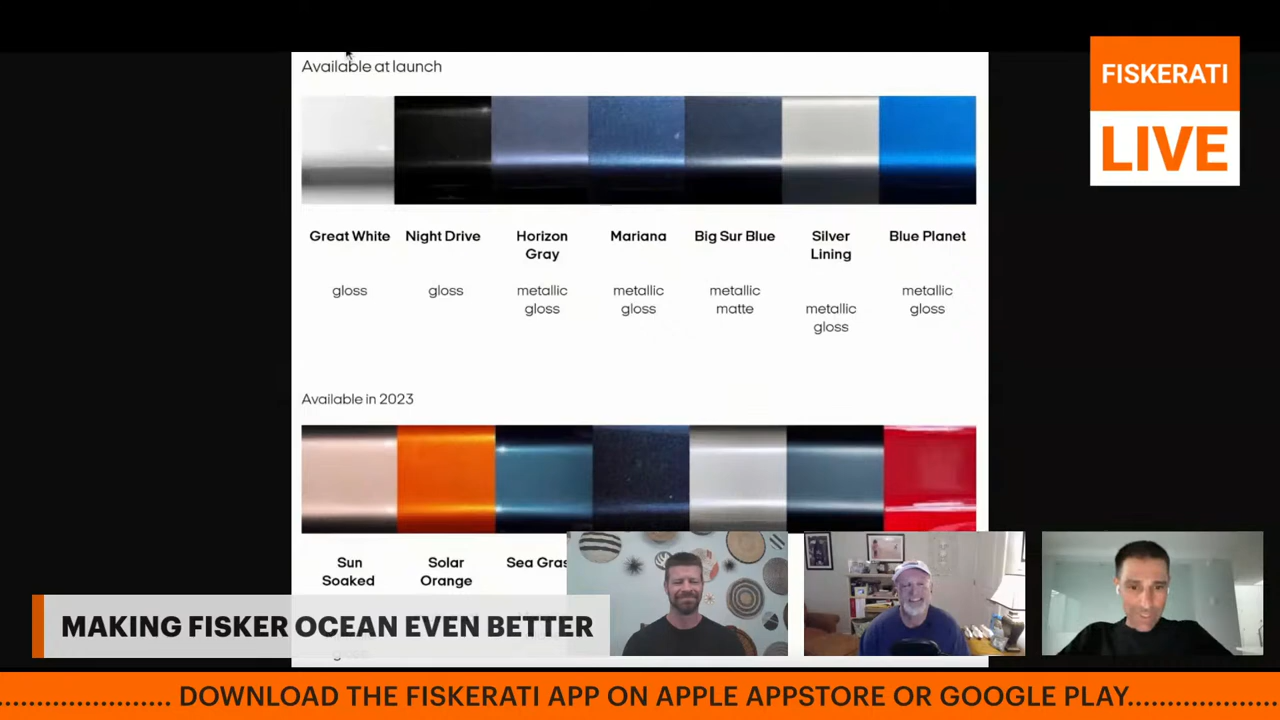 Available at launch
FISKERATI
LIVE
Great White
Night Drive
Horizon
Gray
Mariana
Big Sur Blue
Silver
Lining
Blue Planet
gloss
gloss
metallic
gloss
metallic
gloss
metallic
matte
metallic
gloss
metallic
gloss
Available in 2023
Sun
Soaked
Solar
Orange
Sea Gras
MAKING FISKER OCEAN EVEN BETTER
DOWNLOAD THE FISKERATI APP ON APPLE APPSTORE OR GOOGLE PLAY